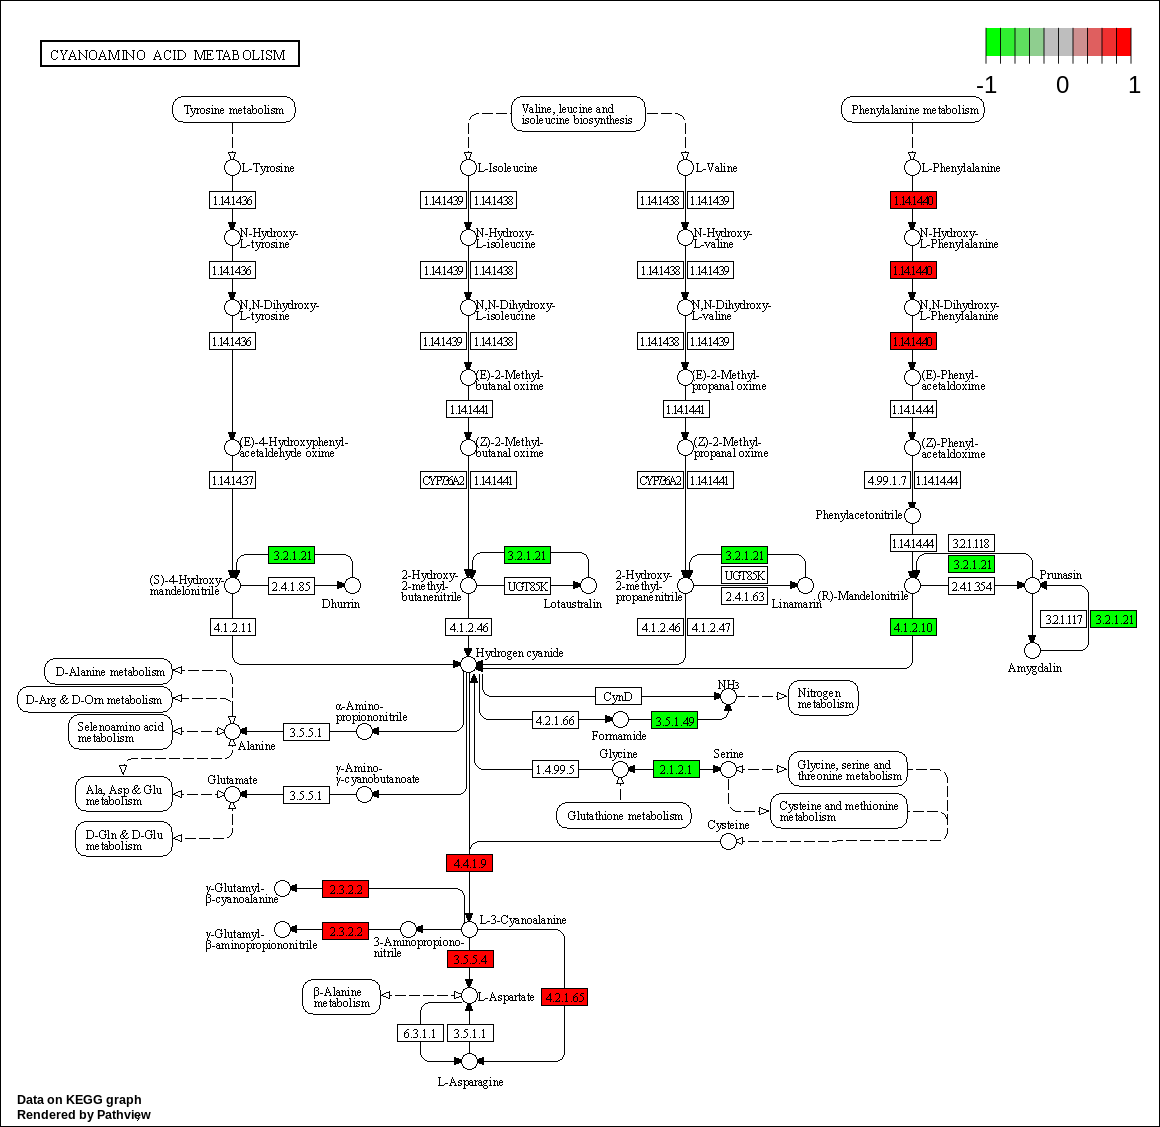 CYANOAMINO ACID METABOLISM
-1 0 1
Tyrosine metabolism
Valine, leucine and
isoleucine biosynthesis
Phenylalanine metabolism
L-Tyrosine
L-Isoleucine
L-Valine
L-Phenylalanine
1.14.14.36
1.14.14.39 1.14.14.38
1.14.14.38 1.14.14.39
1.14.14.40
N-Hydroxy-
L-tyrosine
N-Hydroxy-
L-isoleucine
N-Hydroxy-
L-valine
N-Hydroxy-
L-Phenylalanine
1.14.14.36
1.14.14.39 1.14.14.38
1.14.14.38 1.14.14.39
1.14.14.40
N,N-Dihydroxy-
L-tyrosine
N,N-Dihydroxy-
L-isoleucine
N,N-Dihydroxy-
L-valine
N,N-Dihydroxy-
L-Phenylalanine
1.14.14.36
1.14.14.39 1.14.14.38
1.14.14.38 1.14.14.39
1.14.14.40
(E)-2-Methyl-
butanal oxime
(E)-2-Methyl-
propanal oxime
(E)-Phenyl-
acetaldoxime
1.14.14.41
1.14.14.41
1.14.14.44
(E)-4-Hydroxyphenyl-
acetaldehyde oxime
(Z)-2-Methyl-
butanal oxime
(Z)-2-Methyl-
propanal oxime
(Z)-Phenyl-
acetaldoxime
1.14.14.37
CYP736A2 1.14.14.41
CYP736A2 1.14.14.41
4.99.1.7 1.14.14.44
Phenylacetonitrile
1.14.14.44
3.2.1.118
3.2.1.21
3.2.1.21
3.2.1.21
3.2.1.21
(S)-4-Hydroxy-
mandelonitrile
2.4.1.85
Dhurrin
2-Hydroxy-
2-methyl-
butanenitrile
UGT85K
Lotaustralin
2-Hydroxy-
2-methyl-
propanenitrile
UGT85K
2.4.1.63
Linamarin
(R)-Mandelonitrile
2.4.1.354
Prunasin
3.2.1.117 3.2.1.21
4.1.2.11
4.1.2.46
4.1.2.46 4.1.2.47
4.1.2.10
Amygdalin
Hydrogen cyanide
D-Alanine metabolism
D-Arg & D-Orn metabolism
Selenoamino acid
metabolism
Alanine
3.5.5.1
α-Amino-
propiononitrile
CynD
NH3
Nitrogen
metabolism
4.2.1.66
Formamide
3.5.1.49
Ala, Asp & Glu
metabolism
Glutamate
3.5.5.1
γ-Amino-
γ-cyanobutanoate
1.4.99.5
Glycine
2.1.2.1
Serine
Glycine, serine and
threonine metabolism
Glutathione metabolism
Cysteine and methionine
metabolism
D-Gln & D-Glu
metabolism
Cysteine
4.4.1.9
γ-Glutamyl-
β-cyanoalanine
2.3.2.2
L-3-Cyanoalanine
γ-Glutamyl-
β-aminopropiononitrile
2.3.2.2
3-Aminopropiono-
nitrile
3.5.5.4
β-Alanine
metabolism
L-Aspartate
4.2.1.65
6.3.1.1 3.5.1.1
L-Asparagine
Data on KEGG graph
Rendered by Pathview